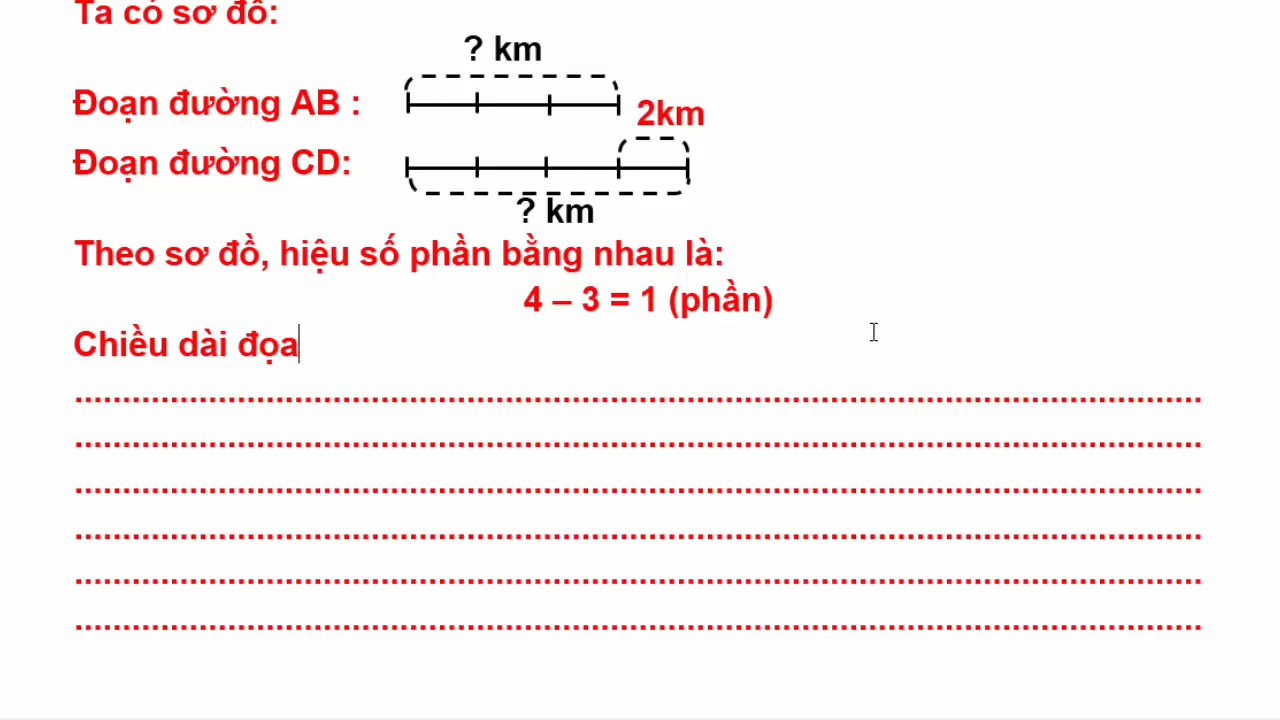 Ta có sơ đồ:
? km
Đoạn đường AB :
2km
Đoạn đường CD:
? km
Theo sơ đồ, hiệu số phần bằng nhau là:
4 – 3 = 1 (phần)
Chiều dài đọa